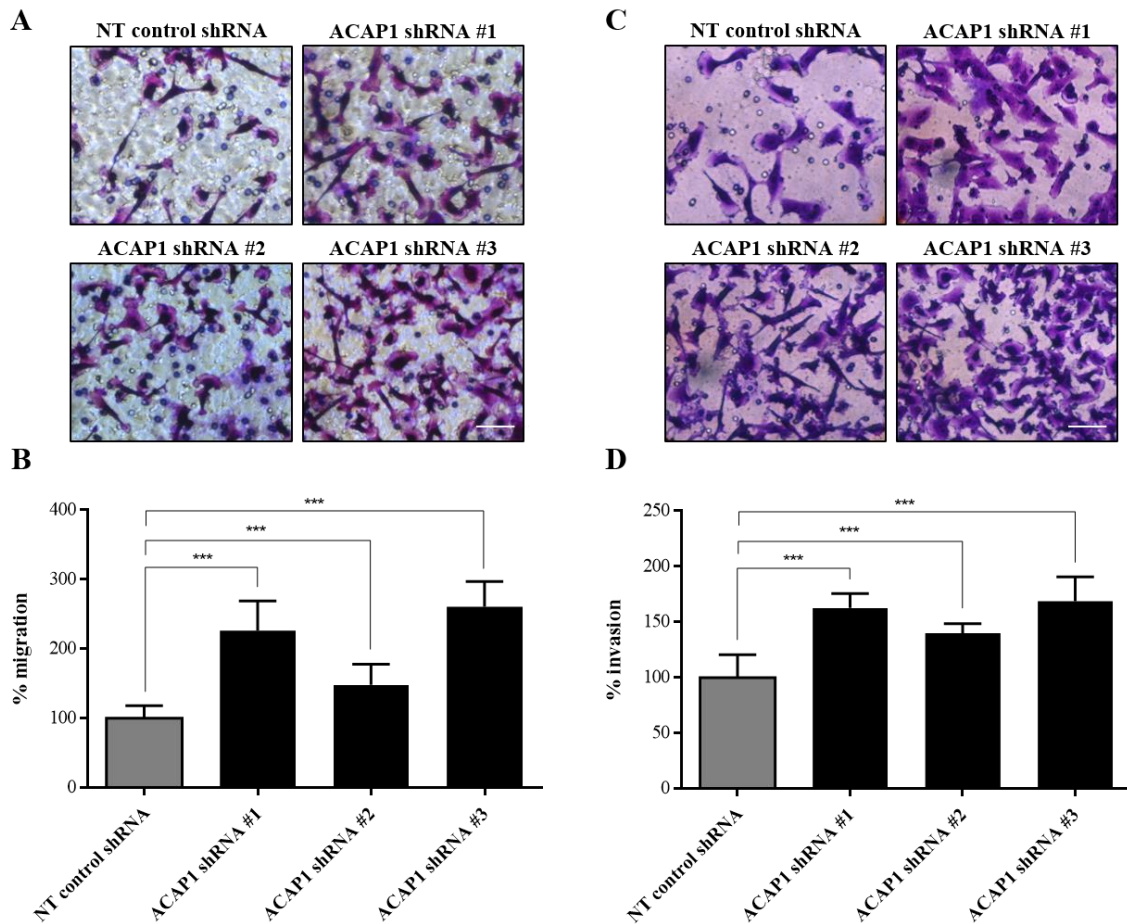 A
NT control shRNA
ACAP1 shRNA #1
ACAP1 shRNA #2
ACAP1 shRNA #3
B
400
300
200
100
0
% migration
***
***
***
NT control shRNA
ACAP1 shRNA #1
ACAP1 shRNA #2
ACAP1 shRNA #3
C
NT control shRNA
ACAP1 shRNA #1
ACAP1 shRNA #2
ACAP1 shRNA #3
D
250
200
150
100
50
0
% invasion
***
***
***
NT control shRNA
ACAP1 shRNA #1
ACAP1 shRNA #2
ACAP1 shRNA #3